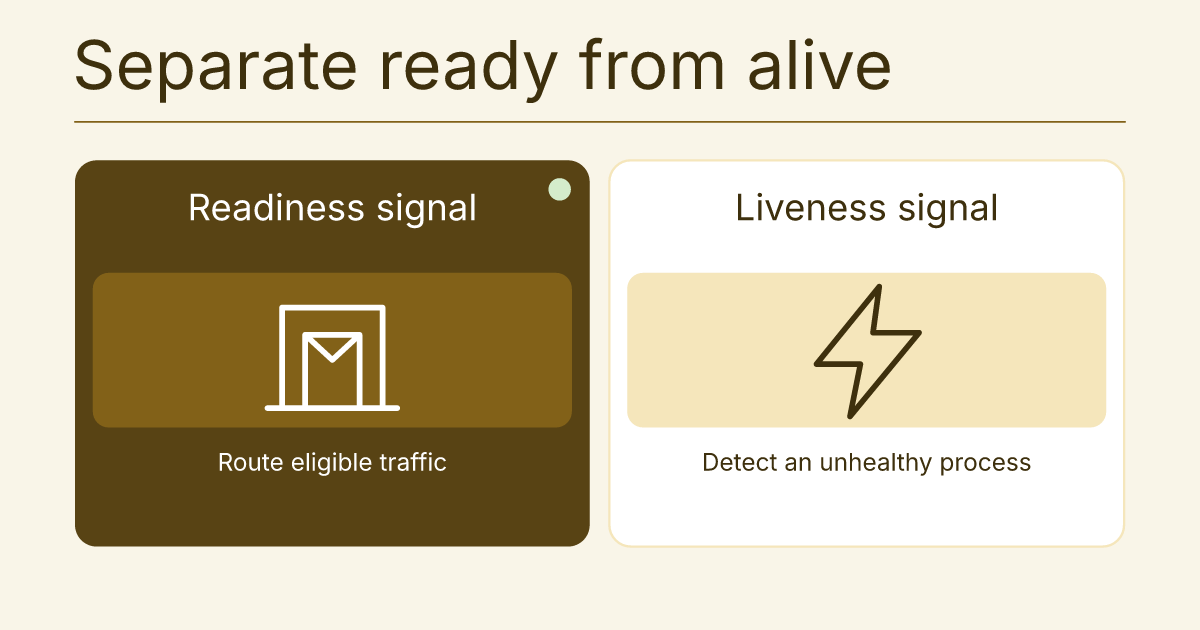 Separate ready from alive
Readiness signal
Route eligible traffic
Liveness signal
Detect an unhealthy process